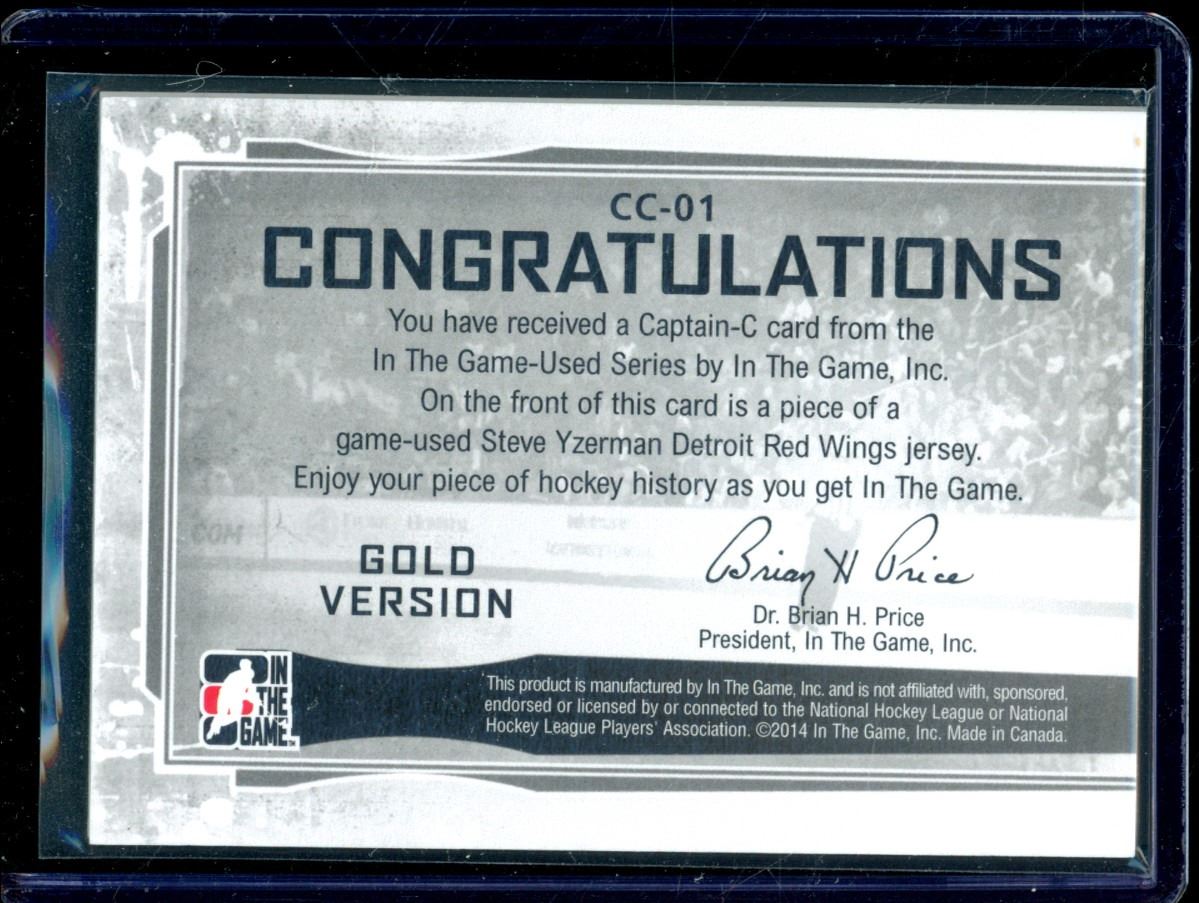 CC-01
CONGRATULATIONS
You have received a Captain-C card from the
In The Game-Used Series by In The Game, Inc.
On the front of this card is a piece of a
game-used Steve Yzerman Detroit Red Wings jersey.
Enjoy your piece of hockey history as you get In The Game.
COM
GOLD
VERSION
Brian H Price
Dr. Brian H. Price
President, In The Game, Inc.
IN
THE
GAME
This product is manufactured by In The Game, Inc. and is not affiliated with, sponsored,
endorsed or licensed by or connected to the National Hockey League or National
Hockey League Players' Association. ©2014 In The Game, Inc. Made in Canada.